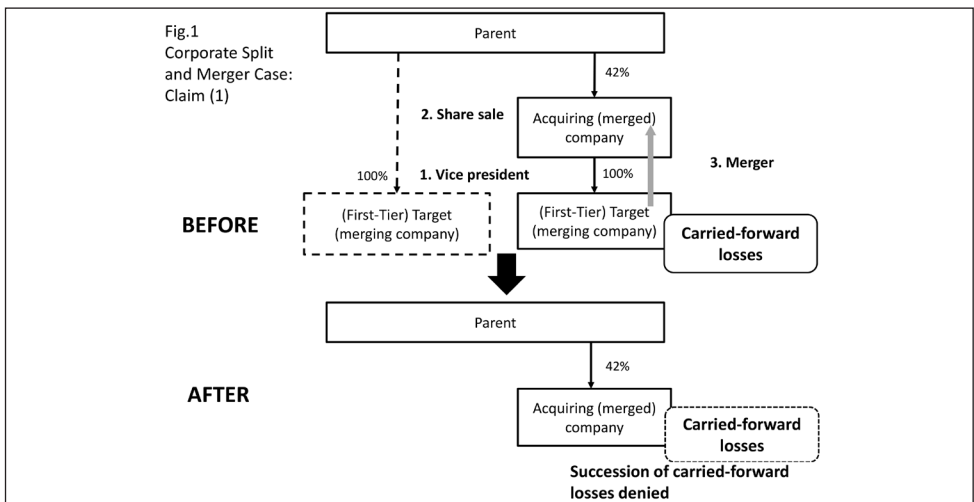 Fig.1
Corporate Split
and Merger Case:
Claim (1)
Parent
42%
2. Share sale
Acquiring (merged)
company
3. Merger
100%
1. Vice president
100%
BEFORE
(First-Tier) Target
(merging company)
(First-Tier) Target
(merging company)
Carried-forward
losses
Parent
42%
AFTER
Acquiring (merged)
company
Carried-forward
losses
Succession of carried-forward
losses denied